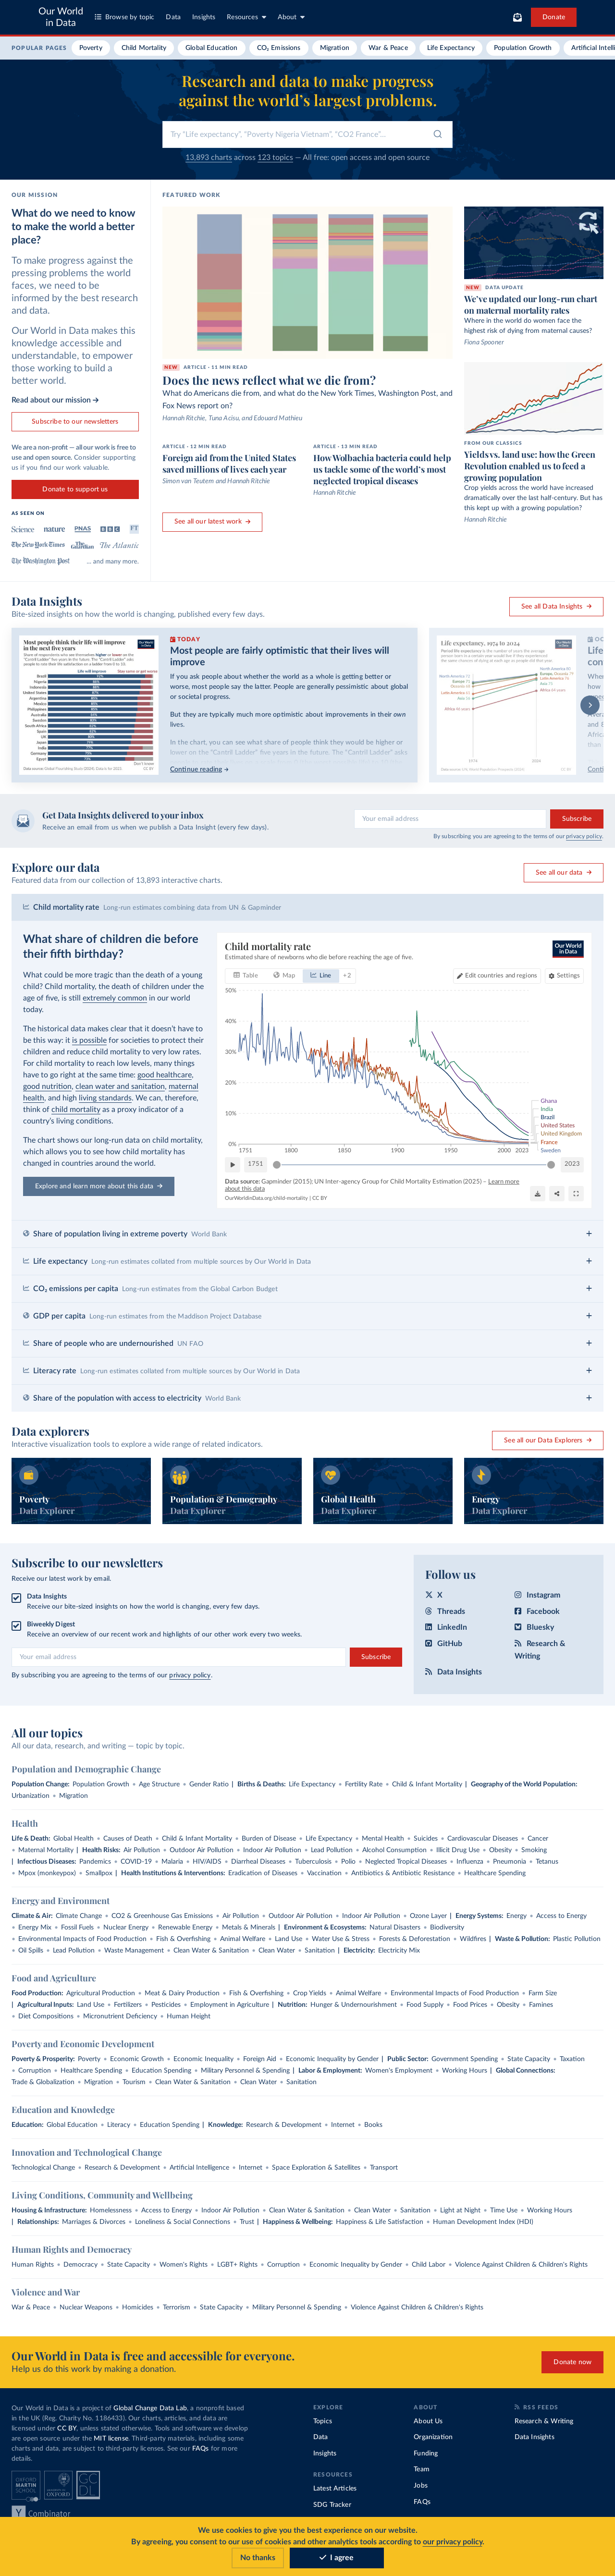 Our World
in Data
Browse by topic
Data
Insights
Resources
About
Donate
POPULAR PAGES
Poverty
Child Mortality
Global Education
CO₂ Emissions
Migration
War & Peace
Life Expectancy
Population Growth
Artificial Intelli
Research and data to make progress
against the world's largest problems.
Try "Life expectancy", "Poverty Nigeria Vietnam", "CO2 France"...
13,893 charts across 123 topics — All free: open access and open source
OUR MISSION
What do we need to know
to make the world a better
place?
To make progress against the
pressing problems the world
faces, we need to be
informed by the best research
and data.
Our World in Data makes this
knowledge accessible and
understandable, to empower
those working to build a
better world.
Read about our mission →
Subscribe to our newsletters
We are a non-profit — all our work is free to
use and open source. Consider supporting
us if you find our work valuable.
Donate to support us
AS SEEN ON
Science
nature
PNAS
BBC
FT
The New York Times
The Guardian
The Atlantic
The Washington Post
... and many more.
FEATURED WORK
NEW
ARTICLE - 11 MIN READ
Does the news reflect what we die from?
What do Americans die from, and what do the New York Times, Washington Post, and
Fox News report on?
Hannah Ritchie, Tuna Acisu, and Edouard Mathieu
ARTICLE - 12 MIN READ
Foreign aid from the United States
saved millions of lives each year
Simon van Teutem and Hannah Ritchie
ARTICLE - 13 MIN READ
How Wolbachia bacteria could help
us tackle some of the world's most
neglected tropical diseases
Hannah Ritchie
See all our latest work →
NEW
DATA UPDATE
We've updated our long-run chart
on maternal mortality rates
Where in the world do women face the
highest risk of dying from maternal causes?
Fiona Spooner
FROM OUR CLASSICS
Yields vs. land use: how the Green
Revolution enabled us to feed a
growing population
Crop yields across the world have increased
dramatically over the last half-century. But has
this kept up with a growing population?
Hannah Ritchie
Data Insights
Bite-sized insights on how the world is changing, published every few days.
See all Data Insights →
Most people think their life will improve
in the next five years
TODAY
Most people are fairly optimistic that their lives will
improve
If you ask people about whether the world as a whole is getting better or
worse, most people say the latter. People are generally pessimistic about global
or societal progress.
But they are typically much more optimistic about improvements in their own
lives.
In the chart, you can see what share of people think they would be higher or
lower on the "Cantril Ladder" five years in the future. The "Cantril Ladder" asks
Continue reading →
Life expectancy, 1974 to 2024
Get Data Insights delivered to your inbox
Receive an email from us when we publish a Data Insight (every few days).
Your email address
Subscribe
By subscribing you are agreeing to the terms of our privacy policy.
Explore our data
Featured data from our collection of 13,893 interactive charts.
See all our data →
Child mortality rate Long-run estimates combining data from UN & Gapminder
What share of children die before
their fifth birthday?
What could be more tragic than the death of a young
child? Child mortality, the death of children under the
age of five, is still extremely common in our world
today.
The historical data makes clear that it doesn't have to
be this way: it is possible for societies to protect their
children and reduce child mortality to very low rates.
For child mortality to reach low levels, many things
have to go right at the same time: good healthcare,
good nutrition, clean water and sanitation, maternal
health, and high living standards. We can, therefore,
think of child mortality as a proxy indicator of a
country's living conditions.
The chart shows our long-run data on child mortality,
which allows you to see how child mortality has
changed in countries around the world.
Explore and learn more about this data →
Child mortality rate
Estimated share of newborns who die before reaching the age of five.
Our World
in Data
Table
Map
Line
+2
Edit countries and regions
Settings
50%
40%
30%
20%
10%
0%
1751
1800
1850
1900
1950
2000
2023
Ghana
India
Brazil
United States
United Kingdom
France
Sweden
1751
2023
Data source: Gapminder (2015); UN Inter-agency Group for Child Mortality Estimation (2025) – Learn more
about this data
OurWorldinData.org/child-mortality | CC BY
Share of population living in extreme poverty World Bank
Life expectancy Long-run estimates collated from multiple sources by Our World in Data
CO₂ emissions per capita Long-run estimates from the Global Carbon Budget
GDP per capita Long-run estimates from the Maddison Project Database
Share of people who are undernourished UN FAO
Literacy rate Long-run estimates collated from multiple sources by Our World in Data
Share of the population with access to electricity World Bank
Data explorers
Interactive visualization tools to explore a wide range of related indicators.
See all our Data Explorers →
Poverty
Data Explorer
Population & Demography
Data Explorer
Global Health
Data Explorer
Energy
Data Explorer
Subscribe to our newsletters
Receive our latest work by email.
Data Insights
Receive our bite-sized insights on how the world is changing, every few days.
Biweekly Digest
Receive an overview of our recent work and highlights of our other work every two weeks.
Your email address
Subscribe
By subscribing you are agreeing to the terms of our privacy policy.
Follow us
X
Instagram
Threads
Facebook
LinkedIn
Bluesky
GitHub
Research &
Writing
Data Insights
All our topics
All our data, research, and writing — topic by topic.
Population and Demographic Change
Population Change: Population Growth • Age Structure • Gender Ratio | Births & Deaths: Life Expectancy • Fertility Rate • Child & Infant Mortality | Geography of the World Population:
Urbanization • Migration
Health
Life & Death: Global Health • Causes of Death • Child & Infant Mortality • Burden of Disease • Life Expectancy • Mental Health • Suicides • Cardiovascular Diseases • Cancer
• Maternal Mortality | Health Risks: Air Pollution • Outdoor Air Pollution • Indoor Air Pollution • Lead Pollution • Alcohol Consumption • Illicit Drug Use • Obesity • Smoking
| Infectious Diseases: Pandemics • COVID-19 • Malaria • HIV/AIDS • Diarrheal Diseases • Tuberculosis • Polio • Neglected Tropical Diseases • Influenza • Pneumonia • Tetanus
• Mpox (monkeypox) • Smallpox | Health Institutions & Interventions: Eradication of Diseases • Vaccination • Antibiotics & Antibiotic Resistance • Healthcare Spending
Energy and Environment
Climate & Air: Climate Change • CO2 & Greenhouse Gas Emissions • Air Pollution • Outdoor Air Pollution • Indoor Air Pollution • Ozone Layer | Energy Systems: Energy • Access to Energy
• Energy Mix • Fossil Fuels • Nuclear Energy • Renewable Energy • Metals & Minerals | Environment & Ecosystems: Natural Disasters • Biodiversity
• Environmental Impacts of Food Production • Fish & Overfishing • Animal Welfare • Land Use • Water Use & Stress • Forests & Deforestation • Wildfires | Waste & Pollution: Plastic Pollution
• Oil Spills • Lead Pollution • Waste Management • Clean Water & Sanitation • Clean Water • Sanitation | Electricity: Electricity Mix
Food and Agriculture
Food Production: Agricultural Production • Meat & Dairy Production • Fish & Overfishing • Crop Yields • Animal Welfare • Environmental Impacts of Food Production • Farm Size
| Agricultural Inputs: Land Use • Fertilizers • Pesticides • Employment in Agriculture | Nutrition: Hunger & Undernourishment • Food Supply • Food Prices • Obesity • Famines
• Diet Compositions • Micronutrient Deficiency • Human Height
Poverty and Economic Development
Poverty & Prosperity: Poverty • Economic Growth • Economic Inequality • Foreign Aid • Economic Inequality by Gender | Public Sector: Government Spending • State Capacity • Taxation
• Corruption • Healthcare Spending • Education Spending • Military Personnel & Spending | Labor & Employment: Women's Employment • Working Hours | Global Connections:
Trade & Globalization • Migration • Tourism • Clean Water & Sanitation • Clean Water • Sanitation
Education and Knowledge
Education: Global Education • Literacy • Education Spending | Knowledge: Research & Development • Internet • Books
Innovation and Technological Change
Technological Change • Research & Development • Artificial Intelligence • Internet • Space Exploration & Satellites • Transport
Living Conditions, Community and Wellbeing
Housing & Infrastructure: Homelessness • Access to Energy • Indoor Air Pollution • Clean Water & Sanitation • Clean Water • Sanitation • Light at Night • Time Use • Working Hours
| Relationships: Marriages & Divorces • Loneliness & Social Connections • Trust | Happiness & Wellbeing: Happiness & Life Satisfaction • Human Development Index (HDI)
Human Rights and Democracy
Human Rights • Democracy • State Capacity • Women's Rights • LGBT+ Rights • Corruption • Economic Inequality by Gender • Child Labor • Violence Against Children & Children's Rights
Violence and War
War & Peace • Nuclear Weapons • Homicides • Terrorism • State Capacity • Military Personnel & Spending • Violence Against Children & Children's Rights
Our World in Data is free and accessible for everyone.
Help us do this work by making a donation.
Donate now
Our World in Data is a project of Global Change Data Lab, a nonprofit based
in the UK (Reg. Charity No. 1186433). Our charts, articles, and data are
licensed under CC BY, unless stated otherwise. Tools and software we develop
are open source under the MIT license. Third-party materials, including some
charts and data, are subject to third-party licenses. See our FAQs for more
details.
OXFORD
MARTIN
SCHOOL
UNIVERSITY OF
OXFORD
GC
DL
Y Combinator
EXPLORE
Topics
Data
Insights
RESOURCES
Latest Articles
SDG Tracker
ABOUT
About Us
Organization
Funding
Team
Jobs
FAQs
RSS FEEDS
Research & Writing
Data Insights
We use cookies to give you the best experience on our website.
By agreeing, you consent to our use of cookies and other analytics tools according to our privacy policy.
No thanks
I agree